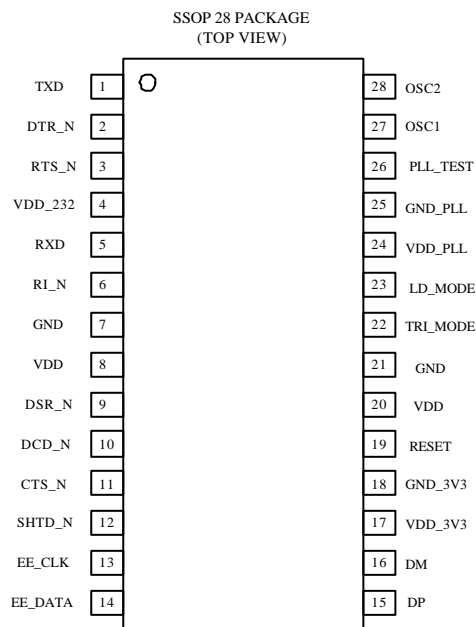 SSOP 28 PACKAGE
(TOP VIEW)
TXD 1 28 OSC2
DTR_N 2 27 OSC1
RTS_N 3 26 PLL_TEST
VDD_232 4 25 GND_PLL
RXD 5 24 VDD_PLL
RI_N 6 23 LD_MODE
GND 7 22 TRI_MODE
VDD 8 21 GND
DSR_N 9 20 VDD
DCD_N 10 19 RESET
CTS_N 11 18 GND_3V3
SHTD_N 12 17 VDD_3V3
EE_CLK 13 16 DM
EE_DATA 14 15 DP